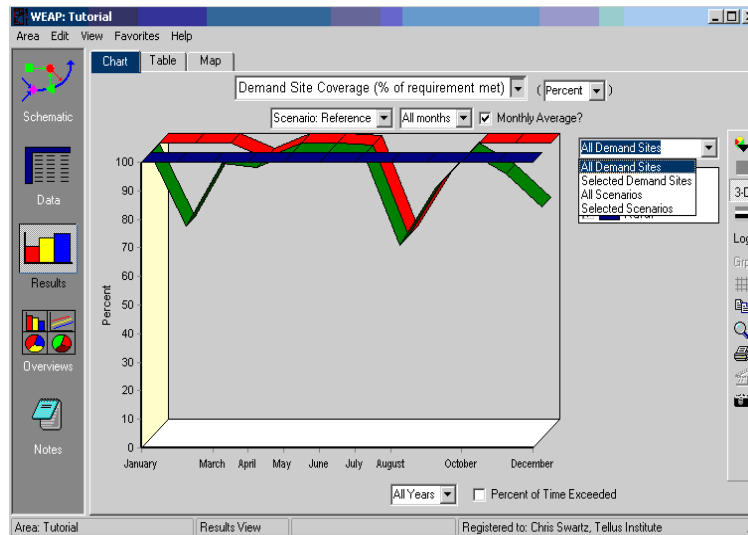 WEAP: Tutorial
Area Edit View Favorites Help
Chart Table Map
Demand Site Coverage (% of requirement met) ( Percent )
Scenario: Reference All months Monthly Average?
Schematic
Data
Results
Overviews
Notes
All Demand Sites
All Demand Sites
Selected Demand Sites
All Scenarios
Selected Scenarios
3-D
Log
Grp
Percent
100
90
80
70
60
50
40
30
20
10
0
January March April May June July August October December
All Years Percent of Time Exceeded
Area: Tutorial Results View Registered to: Chris Swartz, Tellus Institute